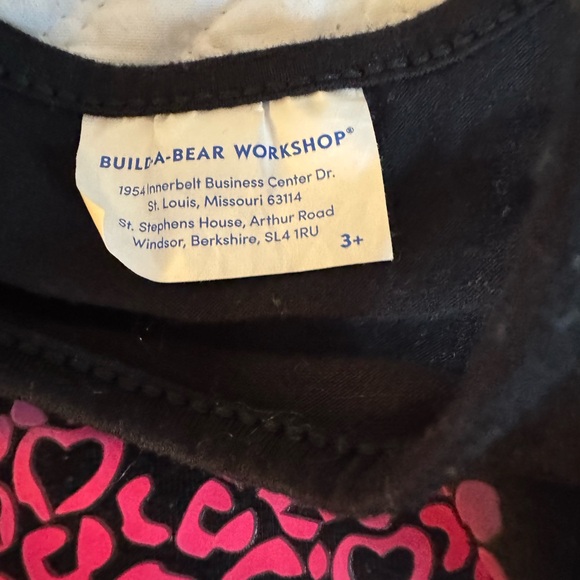 BUILD-A-BEAR WORKSHOP®
1954 Innerbelt Business Center Dr.
St. Louis, Missouri 63114
St. Stephens House, Arthur Road
Windsor, Berkshire, SL4 1RU
3+